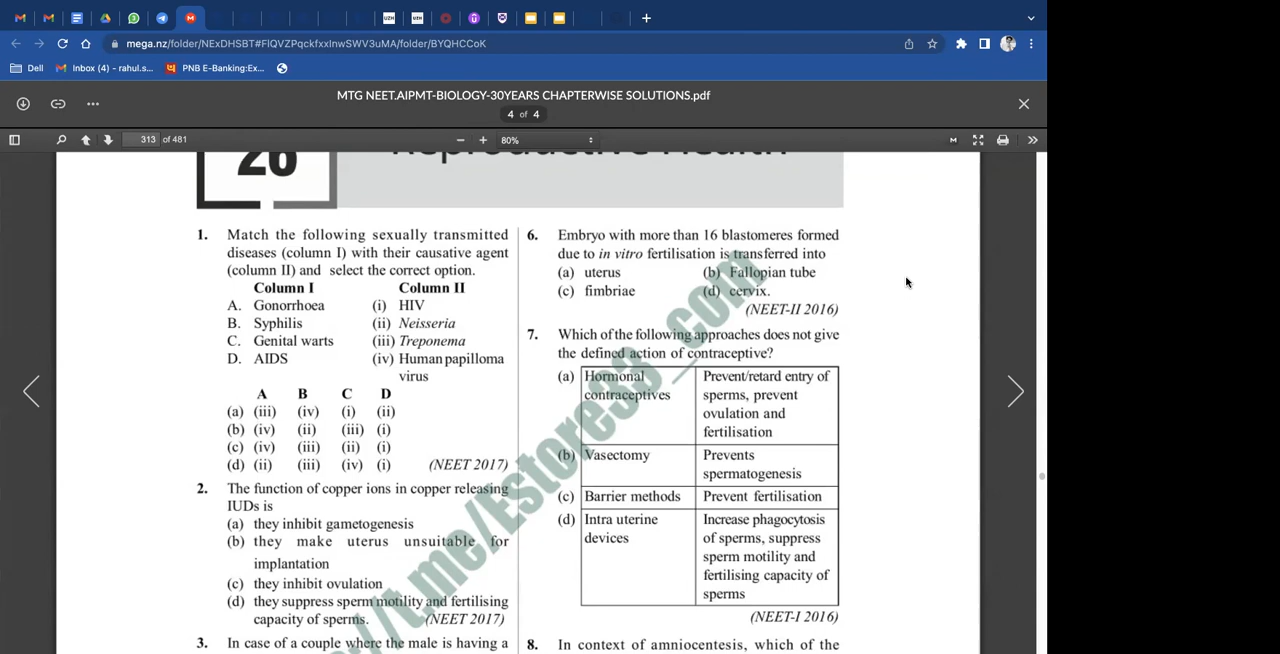 UZH
UZH
mega.nz/folder/NExDHSBT#FlQVZPqckfxxInwSWV3uMA/folder/BYQHCCoK
Dell
Inbox (4) - rahul.s...
PNB E-Banking:Ex...
MTG NEET.AIPMT-BIOLOGY-30YEARS CHAPTERWISE SOLUTIONS.pdf
4 of 4
313 of 481
80%
26
Reproductive Health
1. Match the following sexually transmitted
diseases (column I) with their causative agent
(column II) and select the correct option.
Column I Column II
A. Gonorrhoea (i) HIV
B. Syphilis (ii) Neisseria
C. Genital warts (iii) Treponema
D. AIDS (iv) Human papilloma
virus
A B C D
(a) (iii) (iv) (i) (ii)
(b) (iv) (ii) (iii) (i)
(c) (iv) (iii) (ii) (i)
(d) (ii) (iii) (iv) (i) (NEET 2017)
2. The function of copper ions in copper releasing
IUDs is
(a) they inhibit gametogenesis
(b) they make uterus unsuitable for
implantation
(c) they inhibit ovulation
(d) they suppress sperm motility and fertilising
capacity of sperms. (NEET 2017)
3. In case of a couple where the male is having a
6. Embryo with more than 16 blastomeres formed
due to in vitro fertilisation is transferred into
(a) uterus (b) Fallopian tube
(c) fimbriae (d) cervix.
(NEET-II 2016)
7. Which of the following approaches does not give
the defined action of contraceptive?
(a) Hormonal contraceptives Prevent/retard entry of
sperms, prevent
ovulation and
fertilisation
(b) Vasectomy Prevents
spermatogenesis
(c) Barrier methods Prevent fertilisation
(d) Intra uterine devices Increase phagocytosis
of sperms, suppress
sperm motility and
fertilising capacity of
sperms
(NEET-I 2016)
8. In context of amniocentesis, which of the
//t.me/Estore33_com